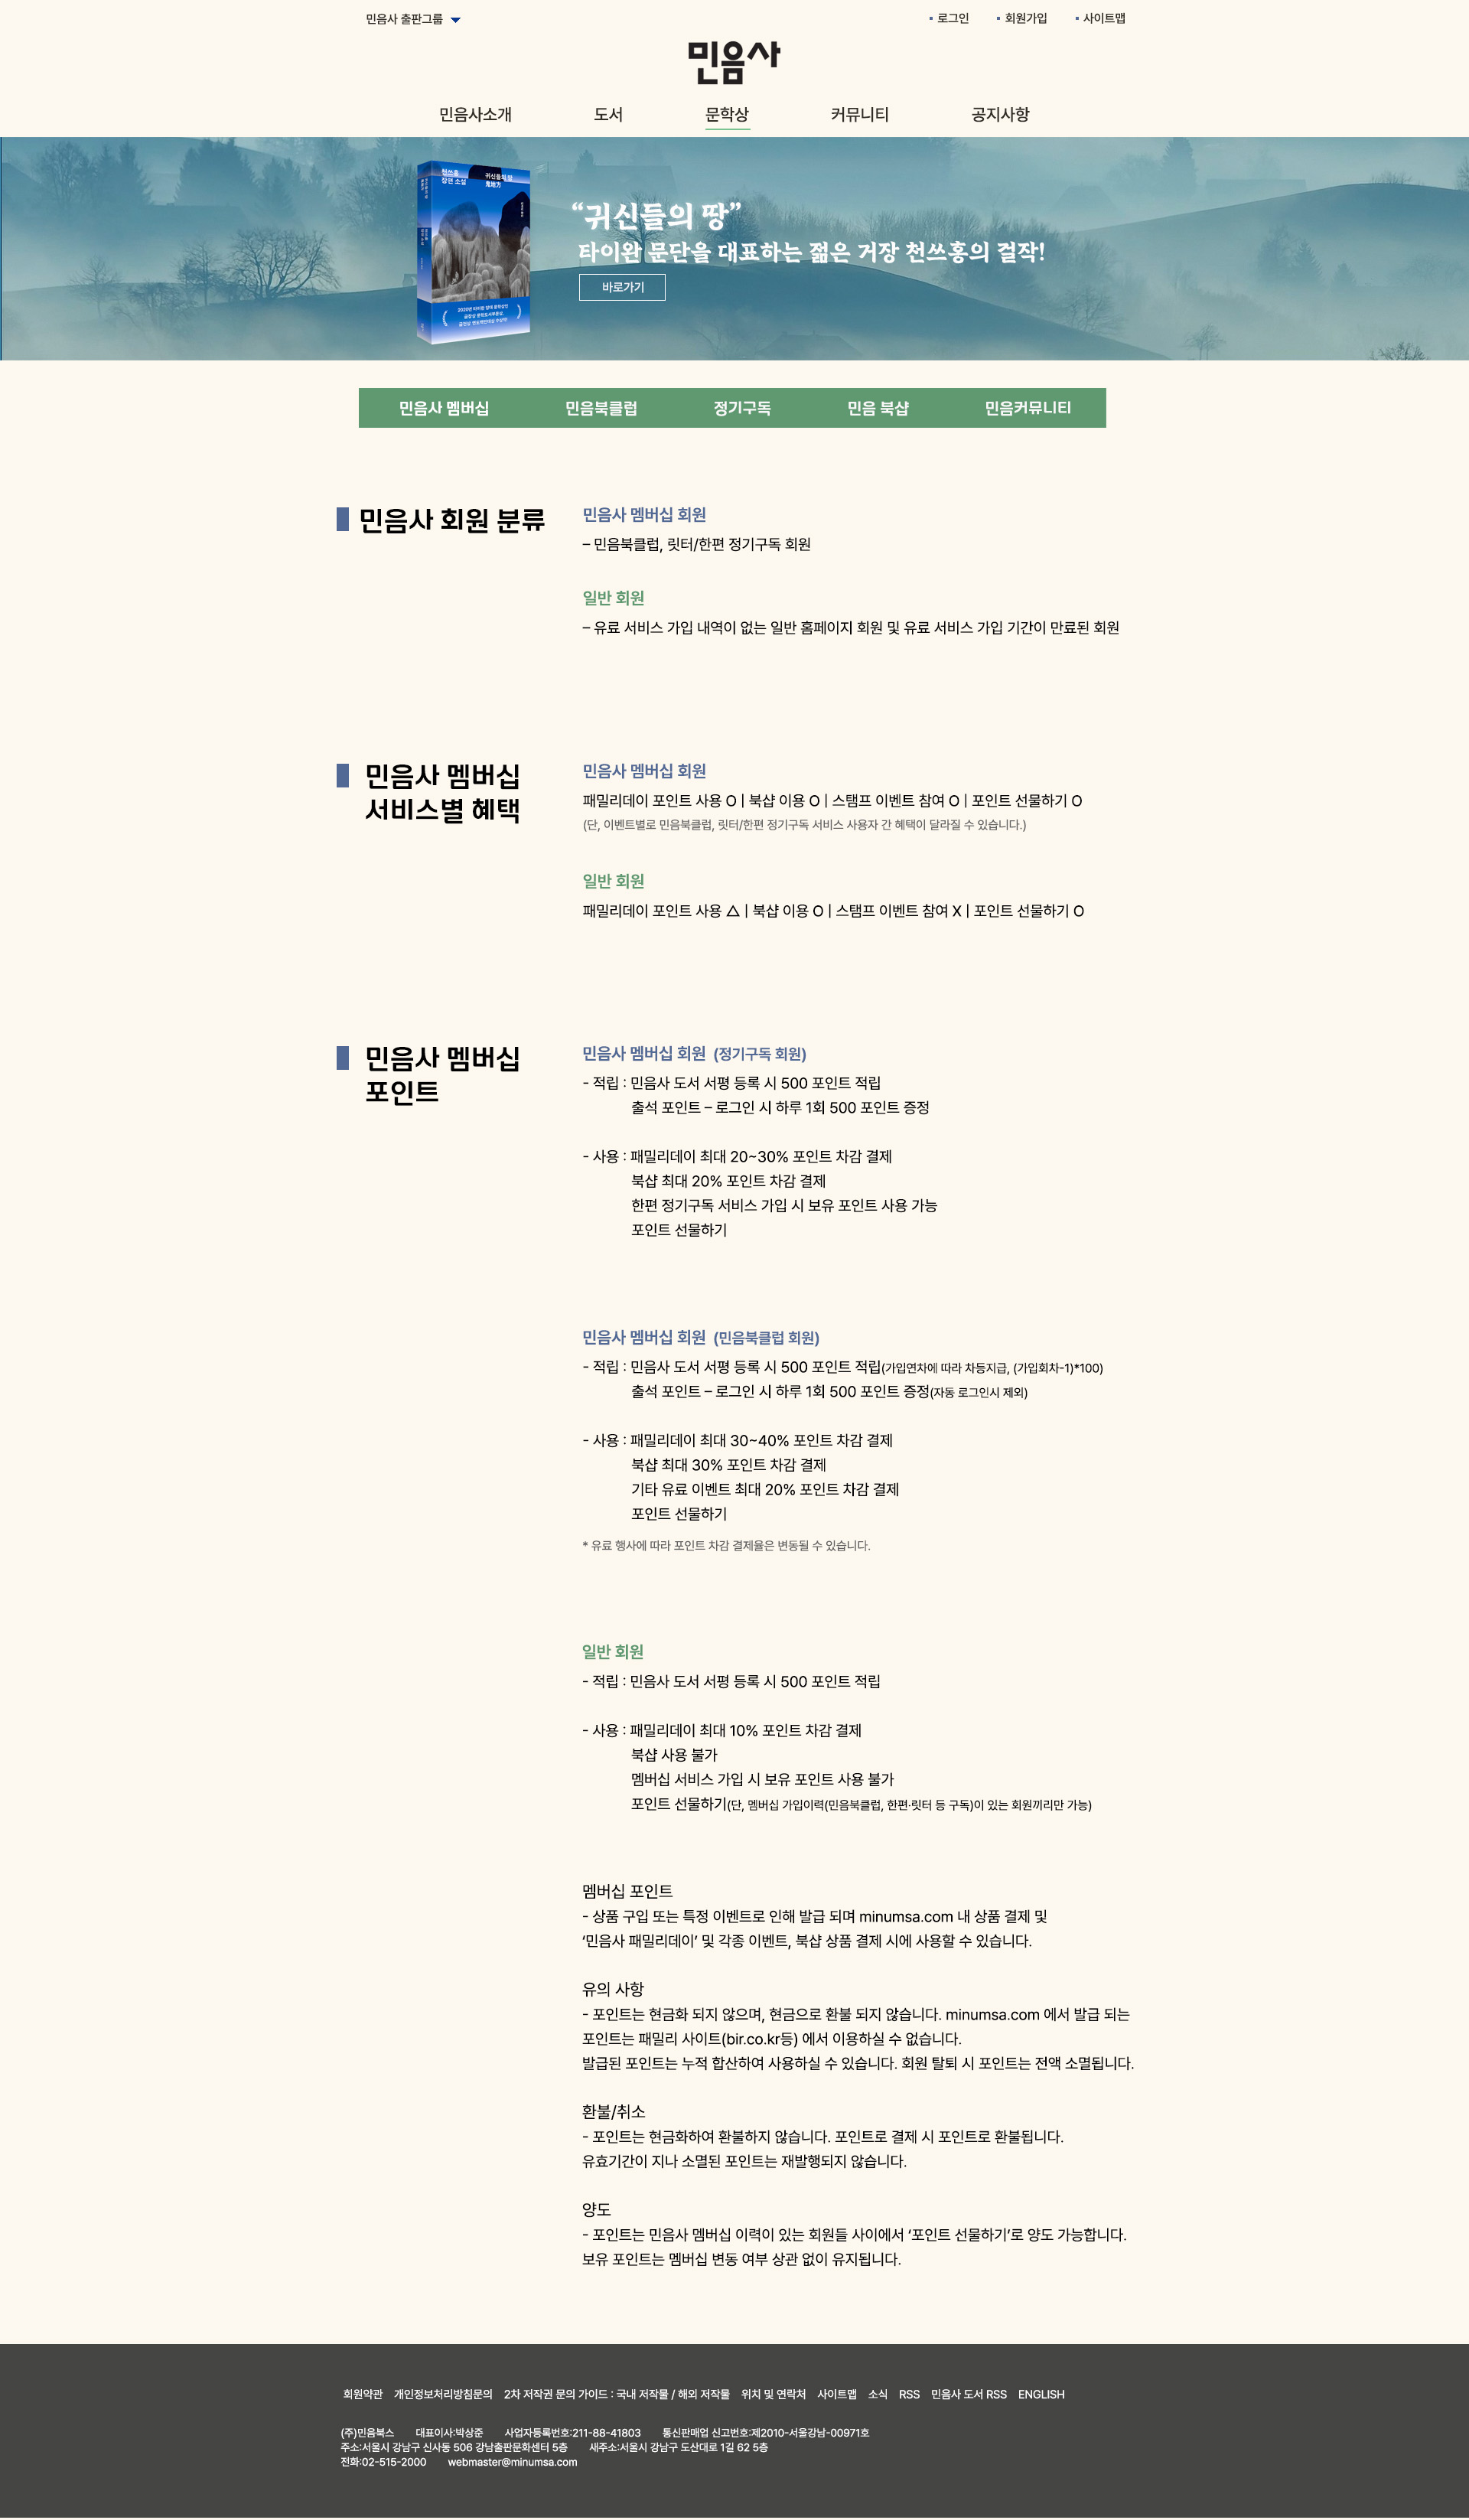 민음사 출판그룹
로그인 회원가입 사이트맵
민음사
민음사소개 도서 문학상 커뮤니티 공지사항
천쓰홍
장편 소설
귀신들의 땅
鬼地方
“귀신들의 땅”
타이완 문단을 대표하는 젊은 거장 천쓰홍의 걸작!
바로가기
민음사 멤버십 민음북클럽 정기구독 민음 북샵 민음커뮤니티
민음사 회원 분류
민음사 멤버십 회원
– 민음북클럽, 릿터/한편 정기구독 회원
일반 회원
– 유료 서비스 가입 내역이 없는 일반 홈페이지 회원 및 유료 서비스 가입 기간이 만료된 회원
민음사 멤버십
서비스별 혜택
민음사 멤버십 회원
패밀리데이 포인트 사용 O | 북샵 이용 O | 스탬프 이벤트 참여 O | 포인트 선물하기 O
(단, 이벤트별로 민음북클럽, 릿터/한편 정기구독 서비스 사용자 간 혜택이 달라질 수 있습니다.)
일반 회원
패밀리데이 포인트 사용 △ | 북샵 이용 O | 스탬프 이벤트 참여 X | 포인트 선물하기 O
민음사 멤버십
포인트
민음사 멤버십 회원 (정기구독 회원)
- 적립 : 민음사 도서 서평 등록 시 500 포인트 적립
출석 포인트 – 로그인 시 하루 1회 500 포인트 증정
- 사용 : 패밀리데이 최대 20~30% 포인트 차감 결제
북샵 최대 20% 포인트 차감 결제
한편 정기구독 서비스 가입 시 보유 포인트 사용 가능
포인트 선물하기
민음사 멤버십 회원 (민음북클럽 회원)
- 적립 : 민음사 도서 서평 등록 시 500 포인트 적립(가입연차에 따라 차등지급, (가입회차-1)*100)
출석 포인트 – 로그인 시 하루 1회 500 포인트 증정(자동 로그인시 제외)
- 사용 : 패밀리데이 최대 30~40% 포인트 차감 결제
북샵 최대 30% 포인트 차감 결제
기타 유료 이벤트 최대 20% 포인트 차감 결제
포인트 선물하기
* 유료 행사에 따라 포인트 차감 결제율은 변동될 수 있습니다.
일반 회원
- 적립 : 민음사 도서 서평 등록 시 500 포인트 적립
- 사용 : 패밀리데이 최대 10% 포인트 차감 결제
북샵 사용 불가
멤버십 서비스 가입 시 보유 포인트 사용 불가
포인트 선물하기(단, 멤버십 가입이력(민음북클럽, 한편·릿터 등 구독)이 있는 회원끼리만 가능)
멤버십 포인트
- 상품 구입 또는 특정 이벤트로 인해 발급 되며 minumsa.com 내 상품 결제 및
‘민음사 패밀리데이’ 및 각종 이벤트, 북샵 상품 결제 시에 사용할 수 있습니다.
유의 사항
- 포인트는 현금화 되지 않으며, 현금으로 환불 되지 않습니다. minumsa.com 에서 발급 되는
포인트는 패밀리 사이트(bir.co.kr등) 에서 이용하실 수 없습니다.
발급된 포인트는 누적 합산하여 사용하실 수 있습니다. 회원 탈퇴 시 포인트는 전액 소멸됩니다.
환불/취소
- 포인트는 현금화하여 환불하지 않습니다. 포인트로 결제 시 포인트로 환불됩니다.
유효기간이 지나 소멸된 포인트는 재발행되지 않습니다.
양도
- 포인트는 민음사 멤버십 이력이 있는 회원들 사이에서 ‘포인트 선물하기’로 양도 가능합니다.
보유 포인트는 멤버십 변동 여부 상관 없이 유지됩니다.
회원약관 개인정보처리방침문의 2차 저작권 문의 가이드 : 국내 저작물 / 해외 저작물 위치 및 연락처 사이트맵 소식 RSS 민음사 도서 RSS ENGLISH
(주)민음북스 대표이사:박상준 사업자등록번호:211-88-41803 통신판매업 신고번호:제2010-서울강남-00971호
주소:서울시 강남구 신사동 506 강남출판문화센터 5층 새주소:서울시 강남구 도산대로 1길 62 5층
전화:02-515-2000 webmaster@minumsa.com